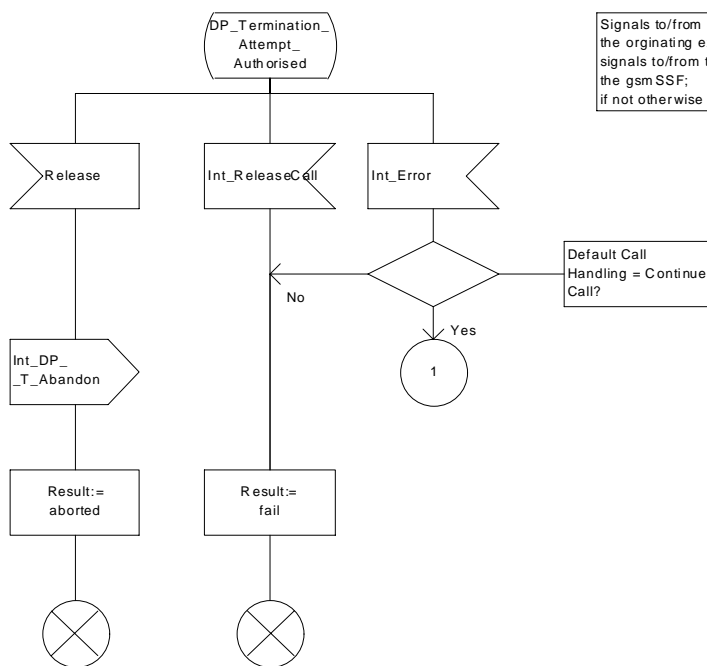 DP_Termination_
Attempt_
Authorised
Signals to/from
the orginating
signals to/from
the gsmSSF;
if not otherwise
Release
Int_ReleaseCall
Int_Error
Default Call
Handling = Continue
Call?
No
Yes
1
Int_DP_
_T_Abandon
Result:=
aborted
Result:=
fail